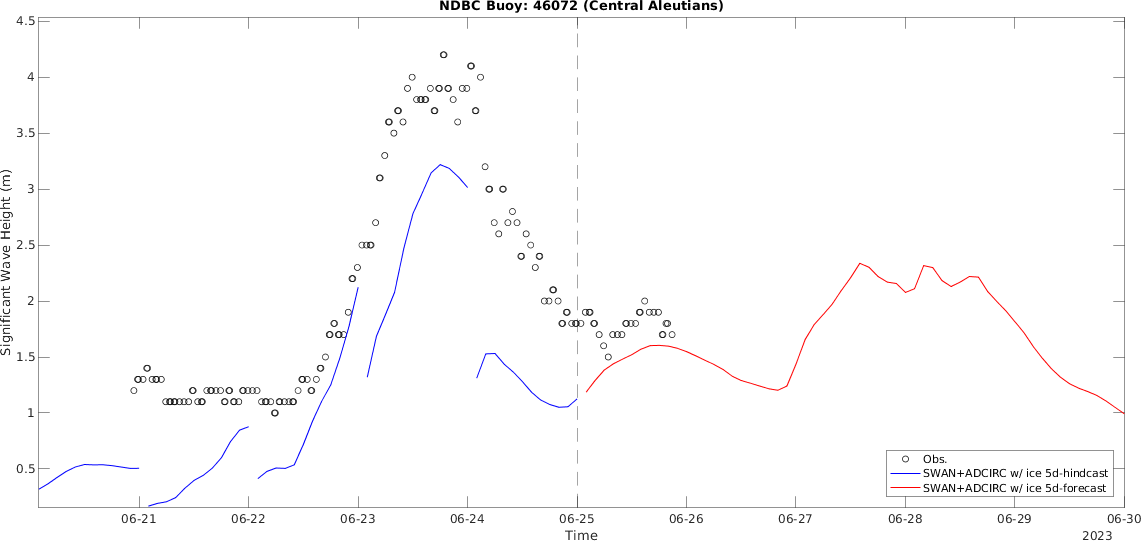 NDBC Buoy: 46072 (Central Aleutians)
4.5
4
3.5
3
2.5
2
1.5
1
0.5
Significant Wave Height (m)
Obs.
SWAN+ADCIRC w/ ice 5d-hindcast
SWAN+ADCIRC w/ ice 5d-forecast
06-21 06-22 06-23 06-24 06-25 06-26 06-27 06-28 06-29 06-30
Time
2023